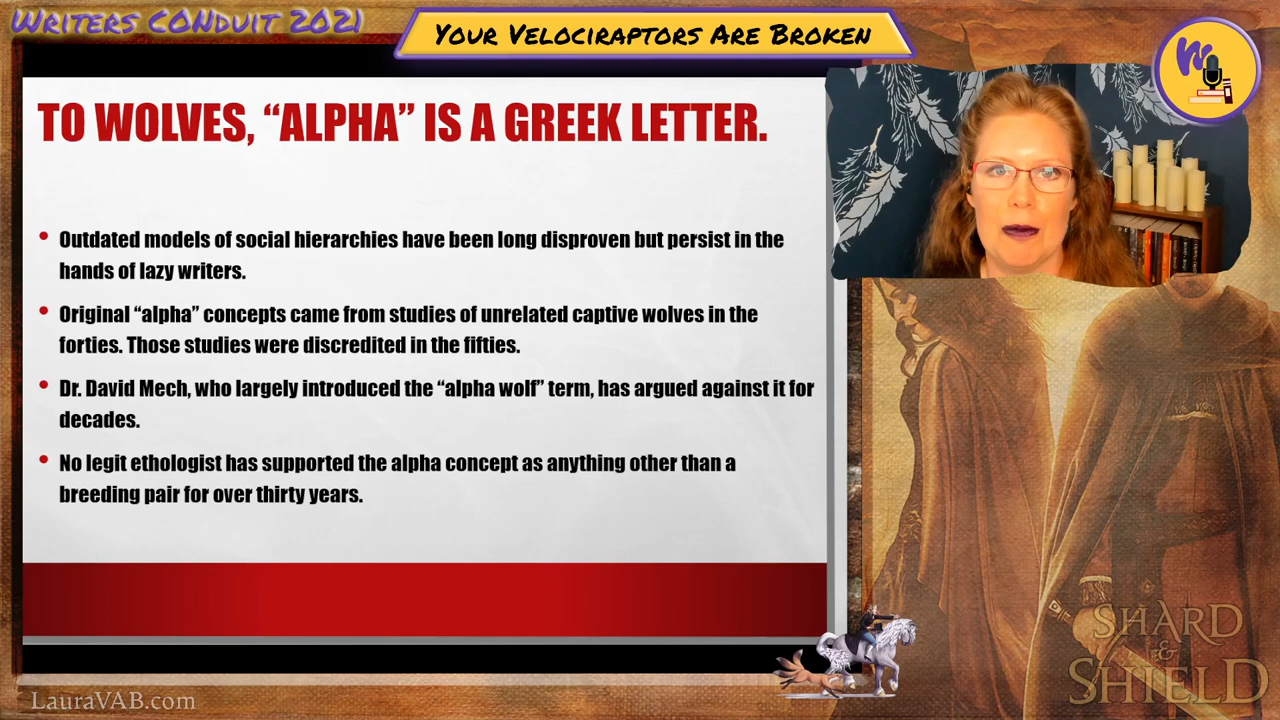 Writers CONduit 2021
Your Velociraptors Are Broken
W
TO WOLVES, “ALPHA” IS A GREEK LETTER.
• Outdated models of social hierarchies have been long disproven but persist in the
hands of lazy writers.
• Original “alpha” concepts came from studies of unrelated captive wolves in the
forties. Those studies were discredited in the fifties.
• Dr. David Mech, who largely introduced the “alpha wolf” term, has argued against it for
decades.
• No legit ethologist has supported the alpha concept as anything other than a
breeding pair for over thirty years.
SHARD
&
SHIELD
LauraVAB.com